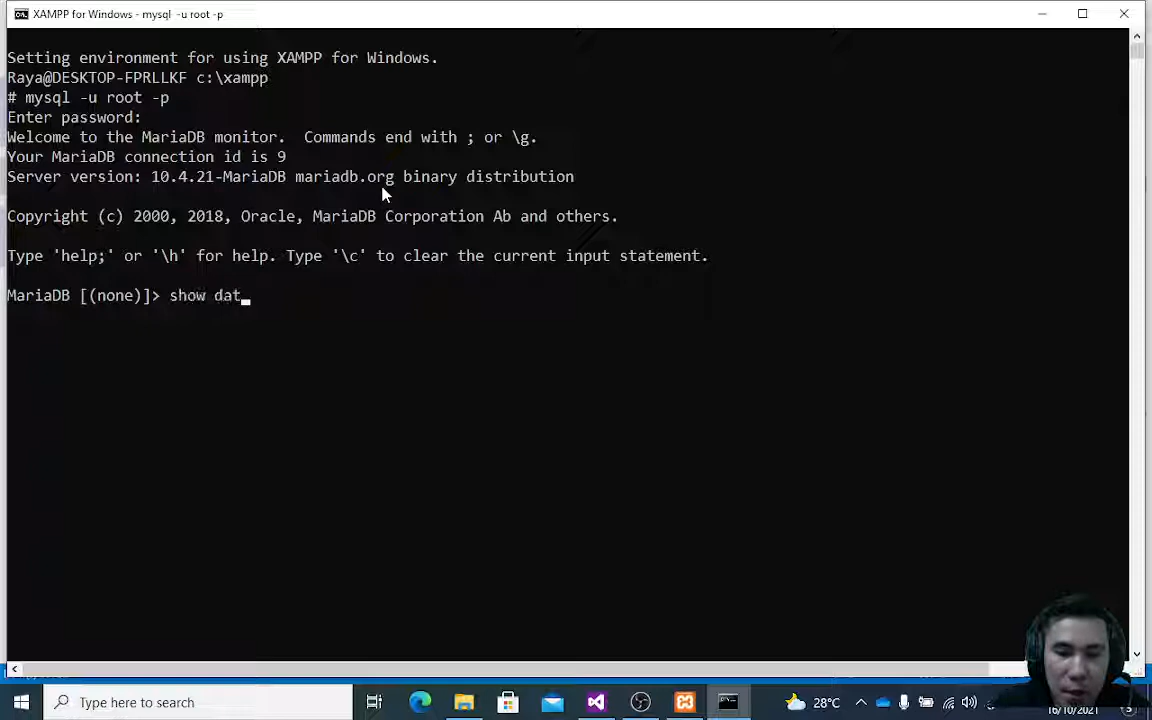 XAMPP for Windows - mysql -u root -p
Setting environment for using XAMPP for Windows.
Raya@DESKTOP-FPRLLKF c:\xampp
# mysql -u root -p
Enter password:
Welcome to the MariaDB monitor.  Commands end with ; or \g.
Your MariaDB connection id is 9
Server version: 10.4.21-MariaDB mariadb.org binary distribution
Copyright (c) 2000, 2018, Oracle, MariaDB Corporation Ab and others.
Type 'help;' or '\h' for help. Type '\c' to clear the current input statement.
MariaDB [(none)]> show dat
Type here to search
28°C
16/10/2021